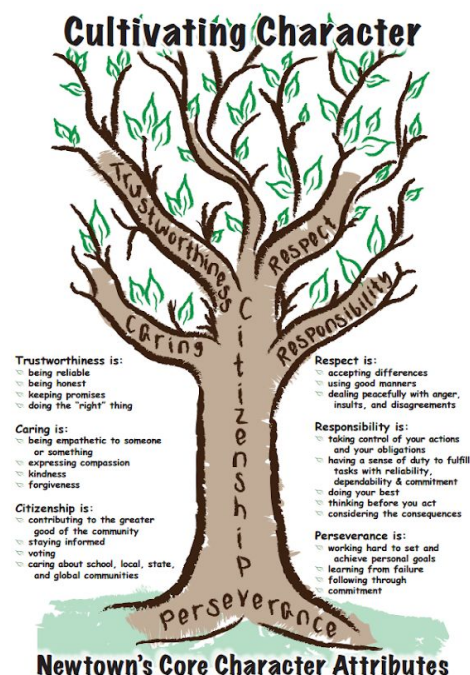 Cultivating Character
Trustworthiness
Respect
Caring
Citizenship
Responsibility
Trustworthiness is:
being reliable
being honest
keeping promises
doing the "right" thing
Caring is:
being empathetic to someone
or something
expressing compassion
kindness
forgiveness
Citizenship is:
contributing to the greater
good of the community
staying informed
voting
caring about school, local, state,
and global communities
Respect is:
accepting differences
using good manners
dealing peacefully with anger,
insults, and disagreements
Responsibility is:
taking control of your actions
and your obligations
having a sense of duty to fulfill
tasks with reliability,
dependability & commitment
doing your best
thinking before you act
considering the consequences
Perseverance is:
working hard to set and
achieve personal goals
learning from failure
following through
commitment
Perseverance
Newtown's Core Character Attributes